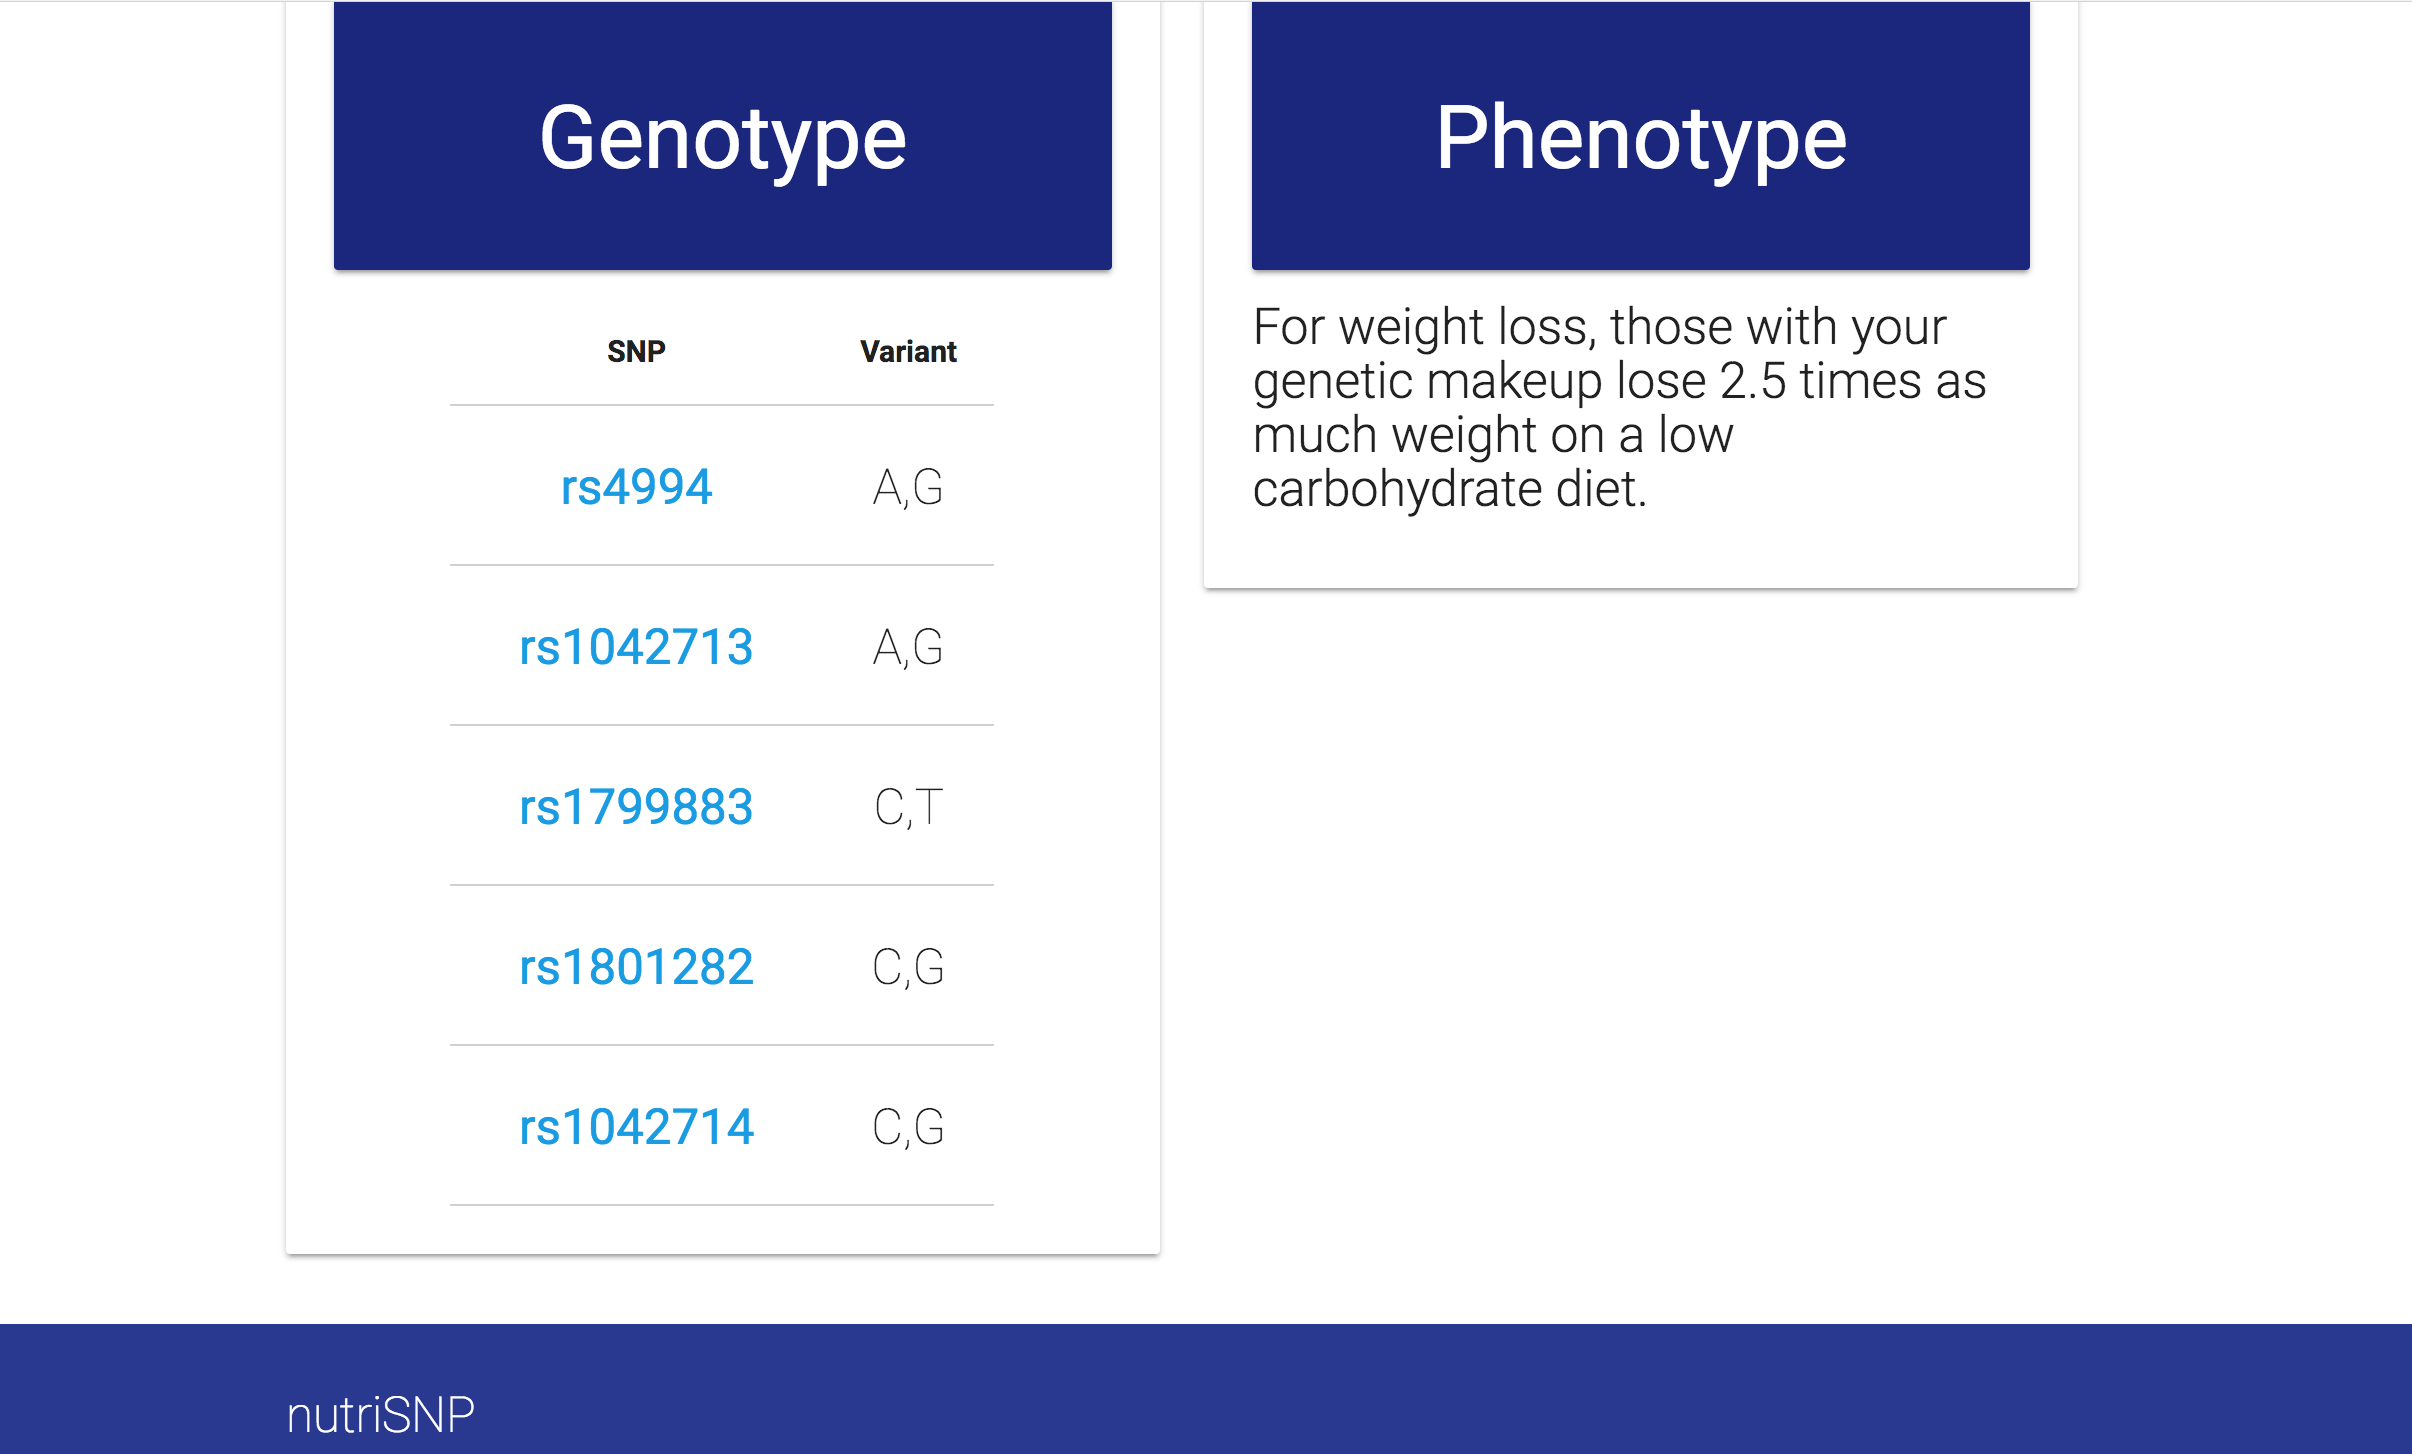 Genotype
SNP Variant
rs4994 A,G
rs1042713 A,G
rs1799883 C,T
rs1801282 C,G
rs1042714 C,G
Phenotype
For weight loss, those with your
genetic makeup lose 2.5 times as
much weight on a low
carbohydrate diet.
nutriSNP